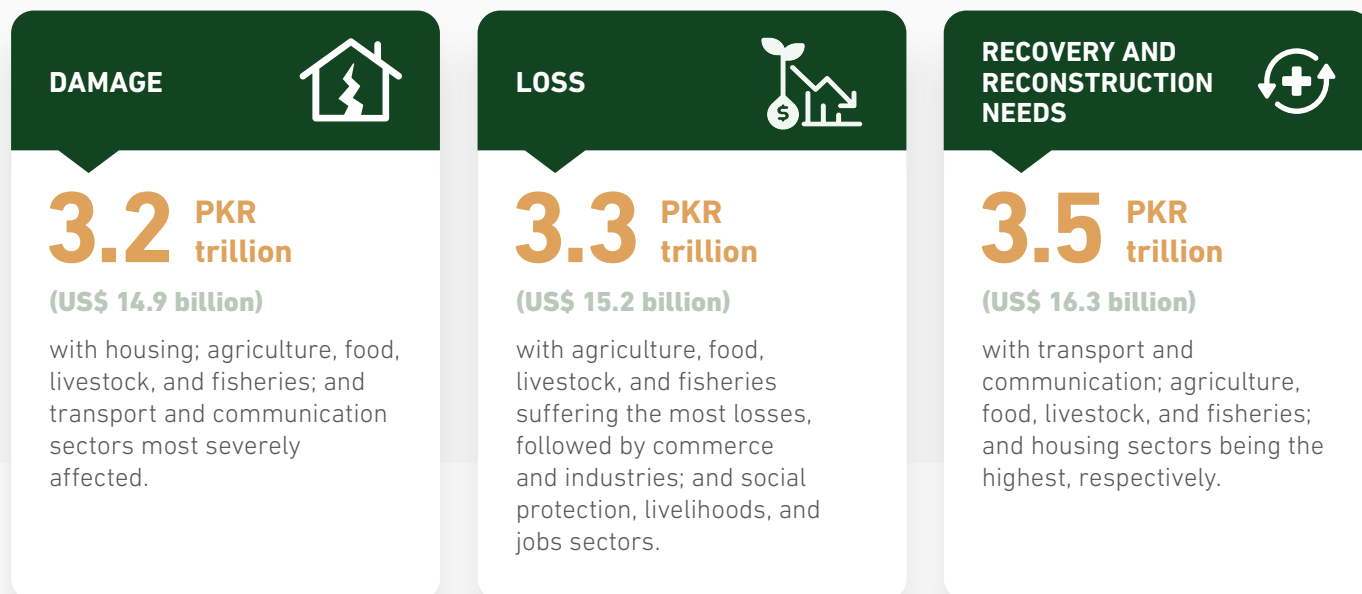 DAMAGE
3.2 PKR
trillion
(US$ 14.9 billion)
with housing; agriculture, food,
livestock, and fisheries; and
transport and communication
sectors most severely
affected.
LOSS
$
3.3 PKR
trillion
(US$ 15.2 billion)
with agriculture, food,
livestock, and fisheries
suffering the most losses,
followed by commerce
and industries; and social
protection, livelihoods, and
jobs sectors.
RECOVERY AND
RECONSTRUCTION
NEEDS
3.5 PKR
trillion
(US$ 16.3 billion)
with transport and
communication; agriculture,
food, livestock, and fisheries;
and housing sectors being the
highest, respectively.